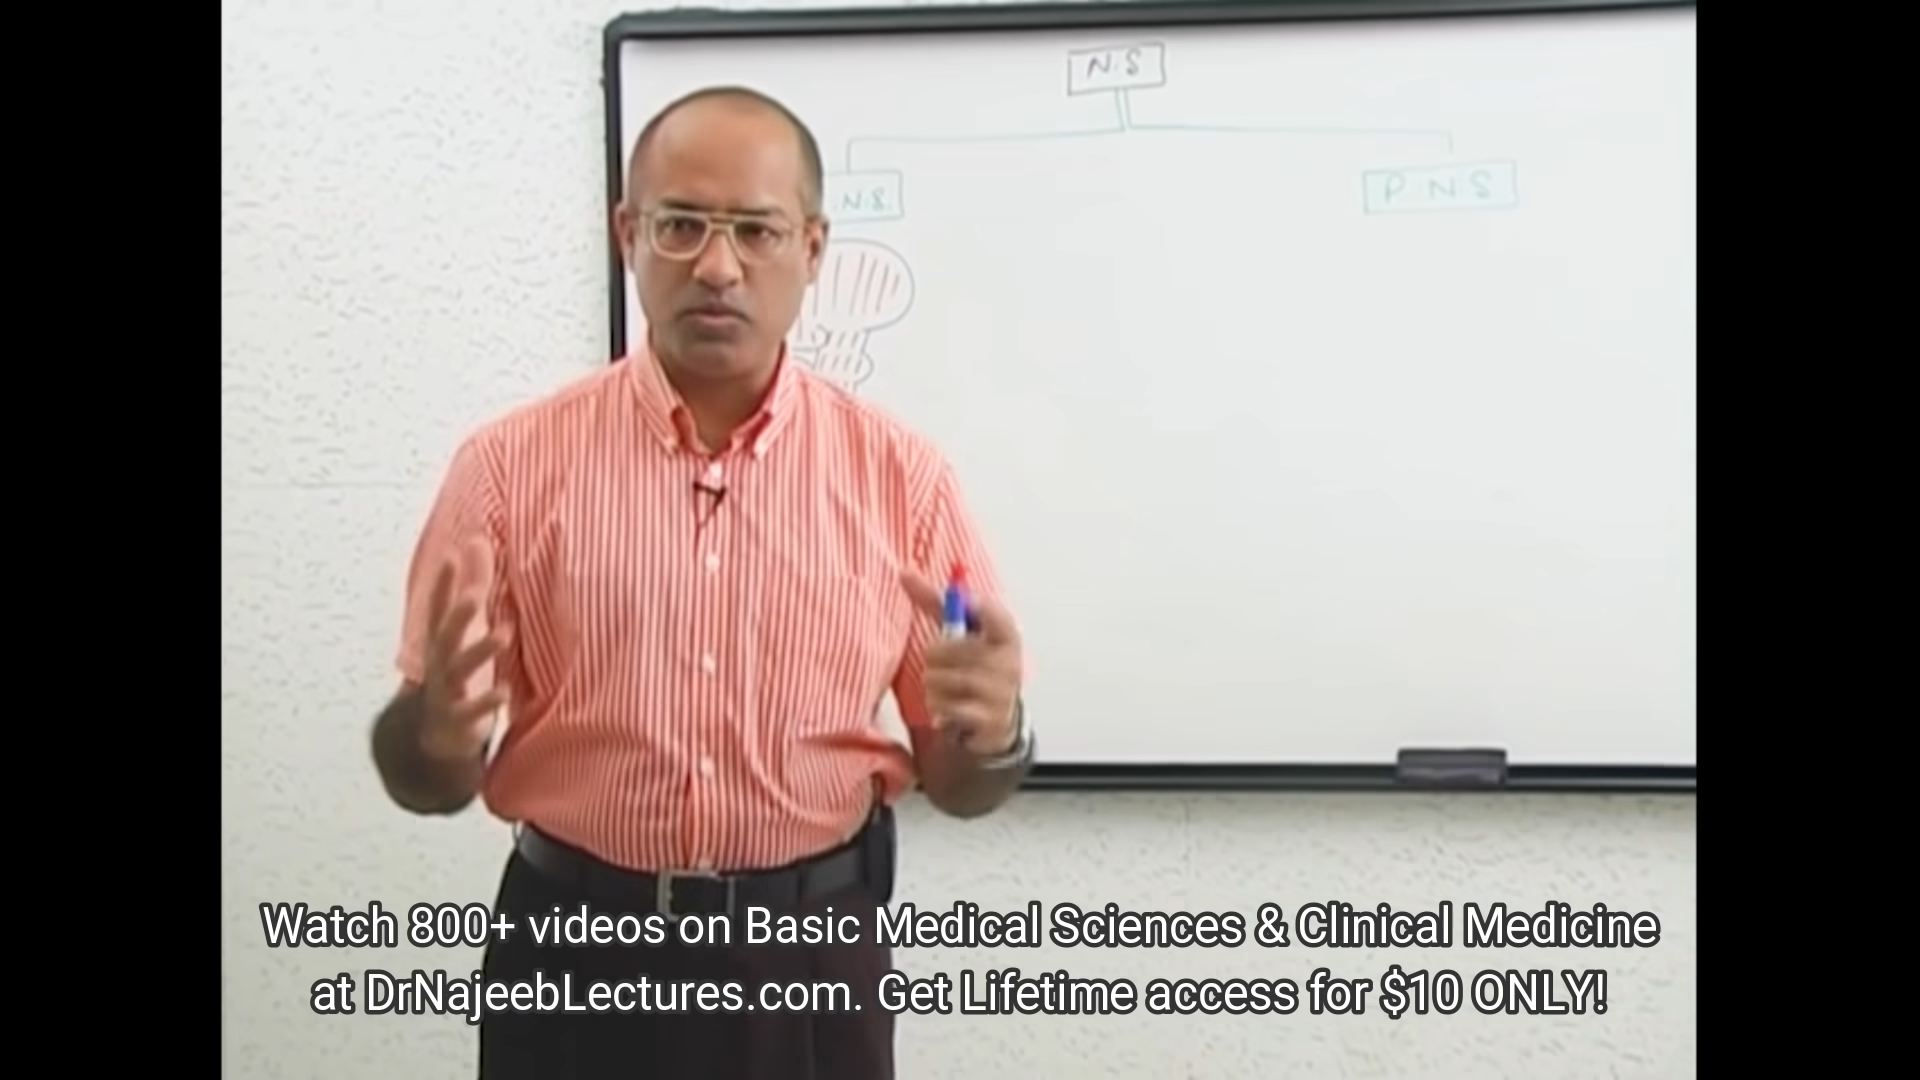 N.S
.N.S.
P N.S
Watch 800+ videos on Basic Medical Sciences & Clinical Medicine
at DrNajeebLectures.com. Get Lifetime access for $10 ONLY!